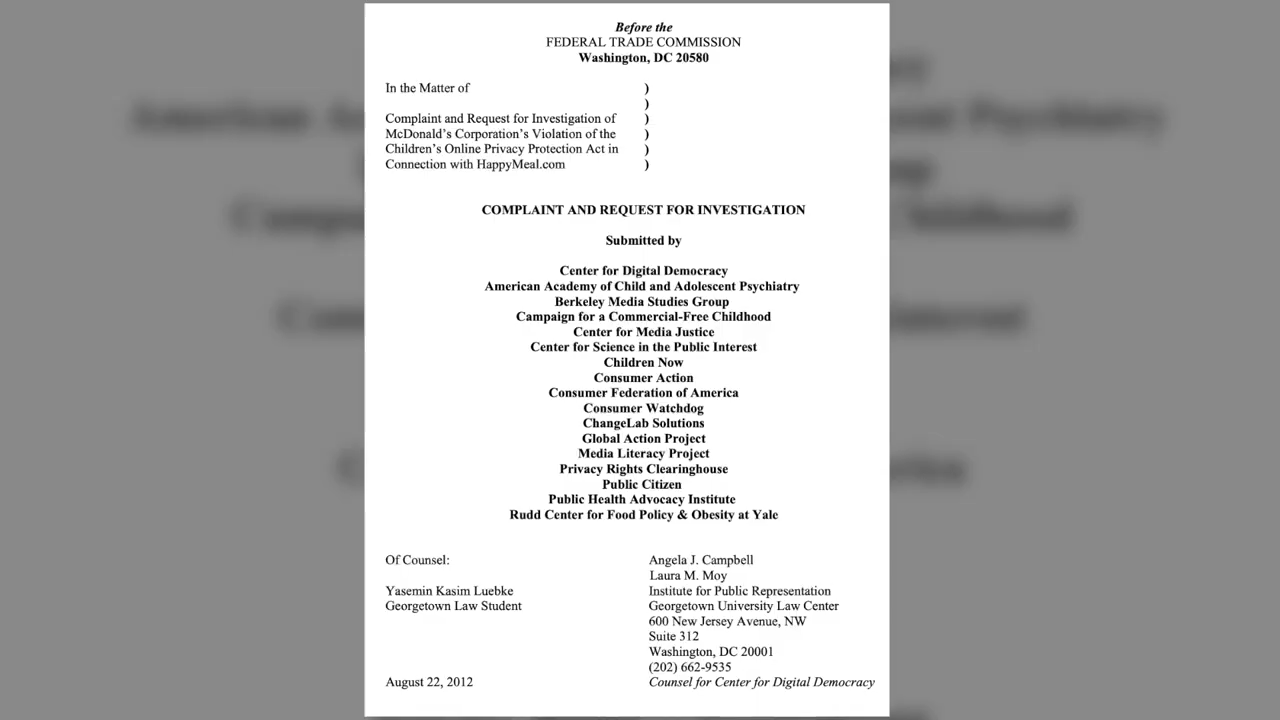 Before the
FEDERAL TRADE COMMISSION
Washington, DC 20580
In the Matter of )
)
Complaint and Request for Investigation of )
McDonald's Corporation's Violation of the )
Children's Online Privacy Protection Act in )
Connection with HappyMeal.com )
COMPLAINT AND REQUEST FOR INVESTIGATION
Submitted by
Center for Digital Democracy
American Academy of Child and Adolescent Psychiatry
Berkeley Media Studies Group
Campaign for a Commercial-Free Childhood
Center for Media Justice
Center for Science in the Public Interest
Children Now
Consumer Action
Consumer Federation of America
Consumer Watchdog
ChangeLab Solutions
Global Action Project
Media Literacy Project
Privacy Rights Clearinghouse
Public Citizen
Public Health Advocacy Institute
Rudd Center for Food Policy & Obesity at Yale
Of Counsel:
Yasemin Kasim Luebke
Georgetown Law Student
August 22, 2012
Angela J. Campbell
Laura M. Moy
Institute for Public Representation
Georgetown University Law Center
600 New Jersey Avenue, NW
Suite 312
Washington, DC 20001
(202) 662-9535
Counsel for Center for Digital Democracy